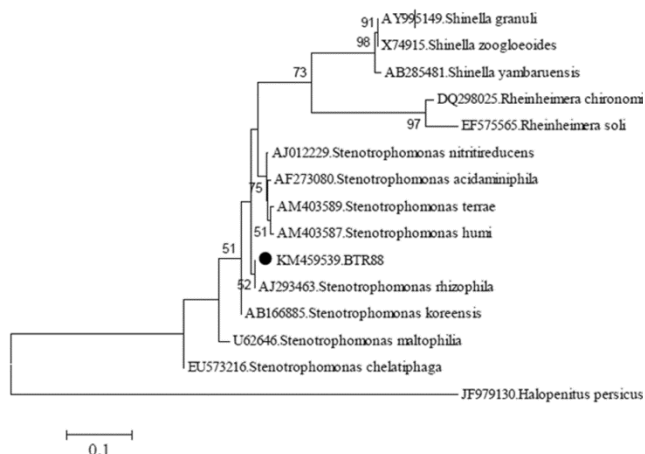 91
AY995149.Shinella granuli
98
X74915.Shinella zoogloeoides
73
AB285481.Shinella yambaruensis
DQ298025.Rheinheimera chironomi
97
EF575565.Rheinheimera soli
AJ012229.Stenotrophomonas nitritireducens
75
AF273080.Stenotrophomonas acidaminiphila
AM403589.Stenotrophomonas terrae
51
AM403587.Stenotrophomonas humi
51
KM459539.BTR88
52
AJ293463.Stenotrophomonas rhizophila
AB166885.Stenotrophomonas koreensis
U62646.Stenotrophomonas maltophilia
EU573216.Stenotrophomonas chelatiphaga
JF979130.Halopenitus persicus
0.1